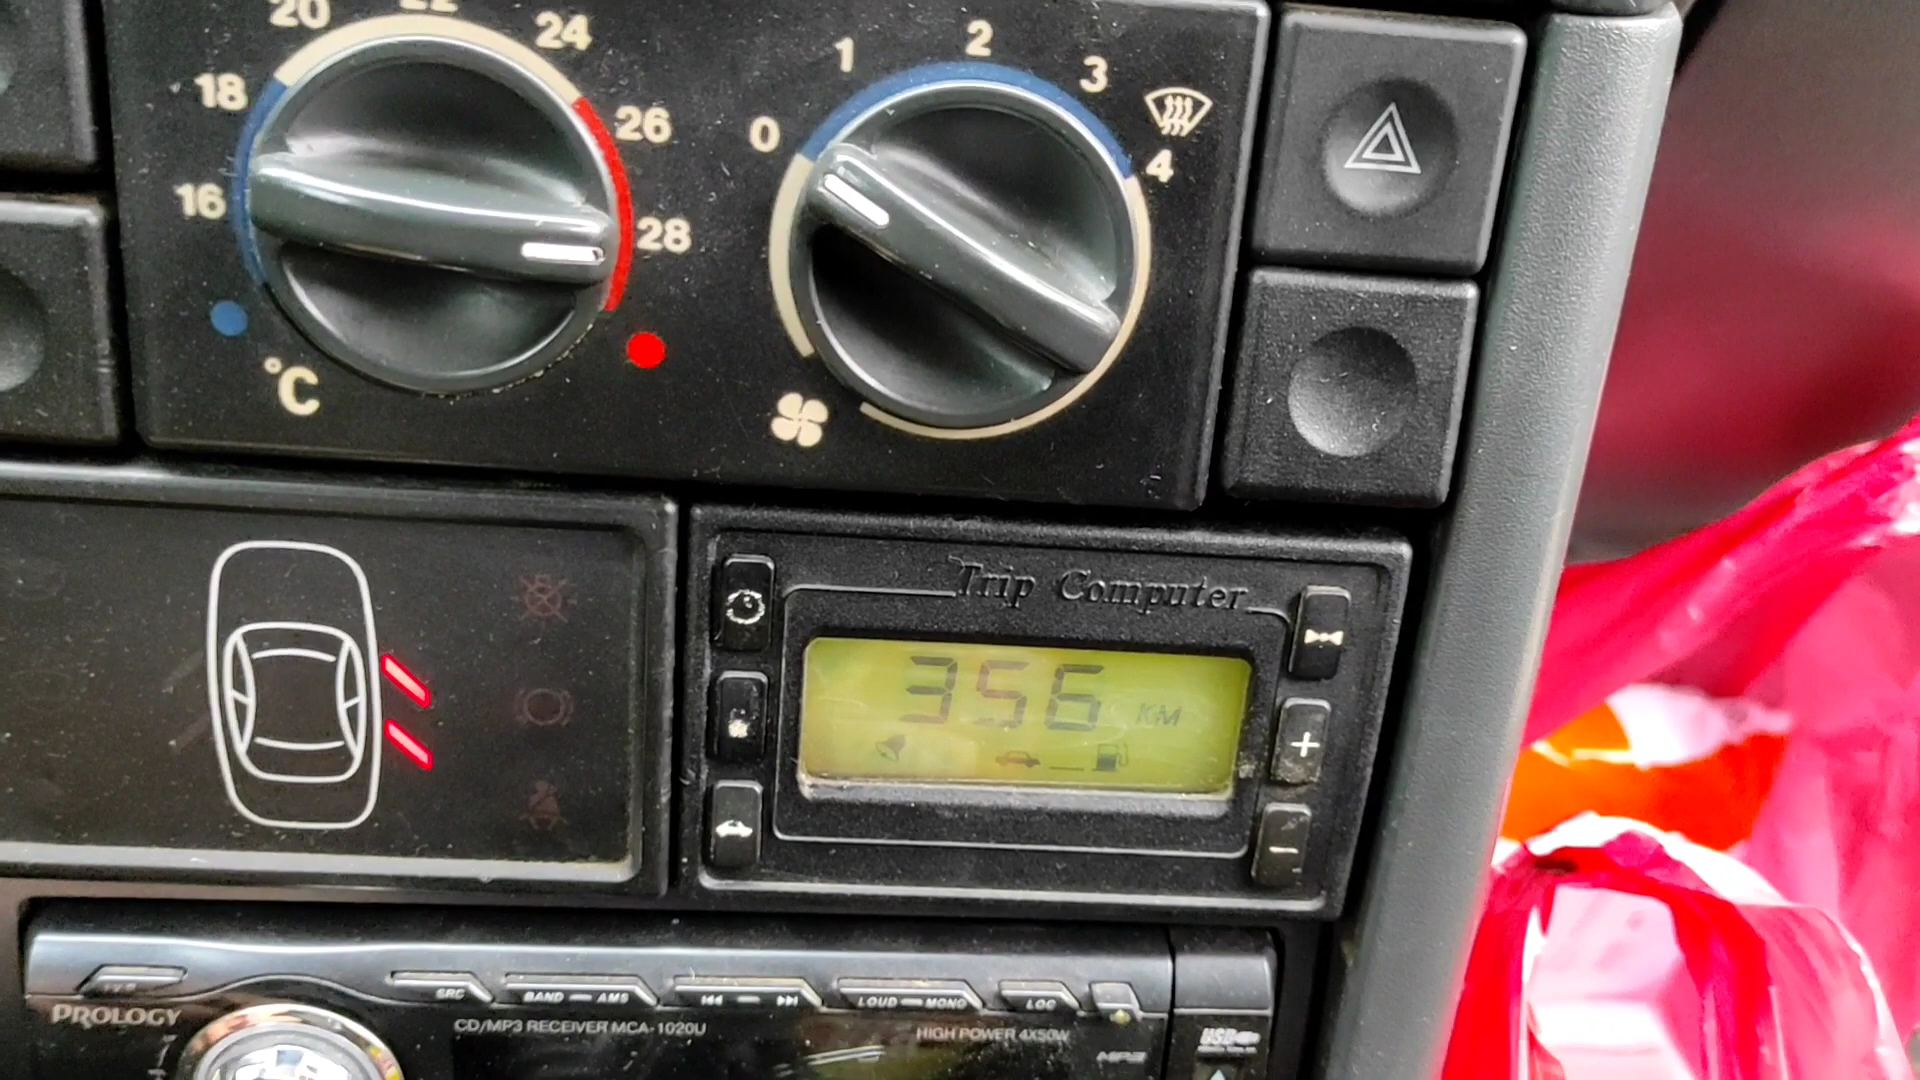 20 22 24
18 26
16 28
°C
1 2 3
0 4
Trip Computer
356 KM
+
−
SRC BAND — AMS LOUD — MONO LOC
PROLOGY CD/MP3 RECEIVER MCA-1020U HIGH POWER 4X50W
MP3 USB